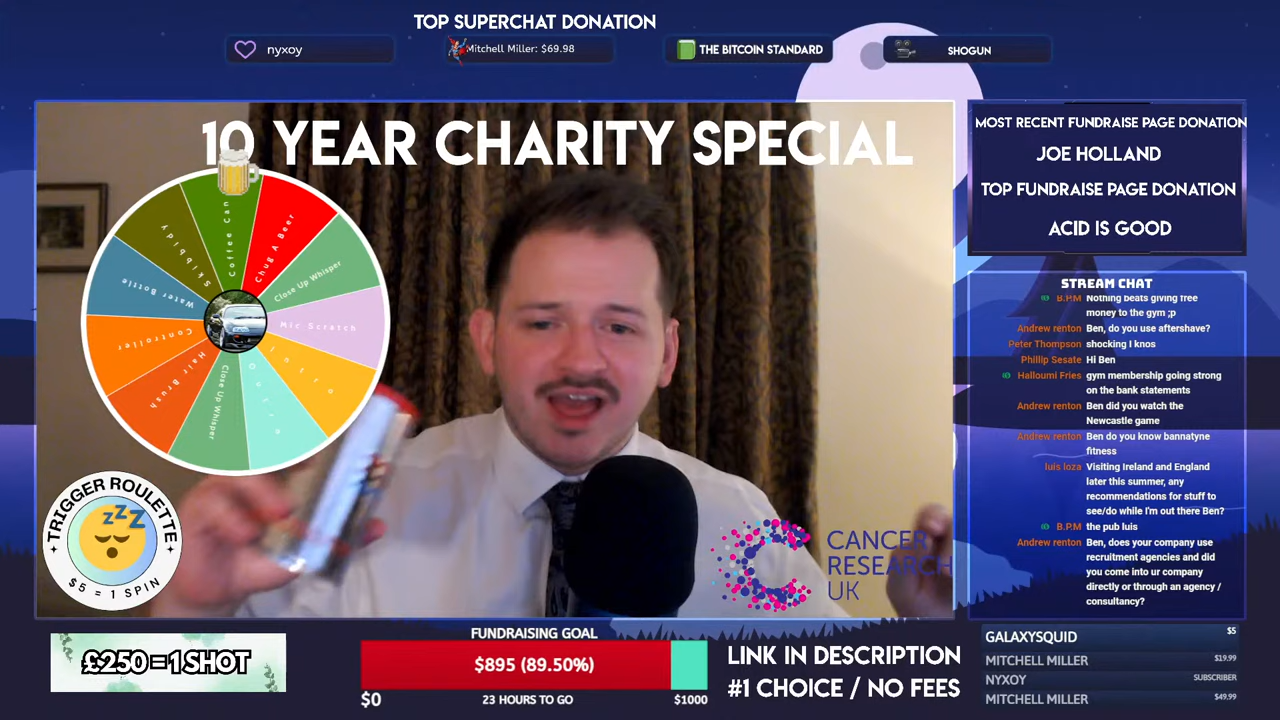 TOP SUPERCHAT DONATION
nyxoy
Mitchell Miller: $69.98
THE BITCOIN STANDARD
SHOGUN
10 YEAR CHARITY SPECIAL
Coffee Can
Chug A Beer
Close Up Whisper
Mic Scratch
Intro
Outro
Close Up Whisper
Hair Brush
Controller
Water Bottle
Skibbidy
TRIGGER ROULETTE
zzZ
$5 = 1 SPIN
CANCER
RESEARCH
UK
MOST RECENT FUNDRAISE PAGE DONATION
JOE HOLLAND
TOP FUNDRAISE PAGE DONATION
ACID IS GOOD
STREAM CHAT
B.P.M Nothing beats giving free
money to the gym ;p
Andrew renton Ben, do you use aftershave?
Peter Thompson shocking I knos
Phillip Sesate Hi Ben
Halloumi Fries gym membership going strong
on the bank statements
Andrew renton Ben did you watch the
Newcastle game
Andrew renton Ben do you know bannatyne
fitness
luis loza Visiting Ireland and England
later this summer, any
recommendations for stuff to
see/do while I'm out there Ben?
B.P.M the pub luis
Andrew renton Ben, does your company use
recruitment agencies and did
you come into ur company
directly or through an agency /
consultancy?
£250 = 1 SHOT
FUNDRAISING GOAL
$895 (89.50%)
$0 23 HOURS TO GO $1000
LINK IN DESCRIPTION
#1 CHOICE / NO FEES
GALAXYSQUID $5
MITCHELL MILLER $19.99
NYXOY SUBSCRIBER
MITCHELL MILLER $49.99